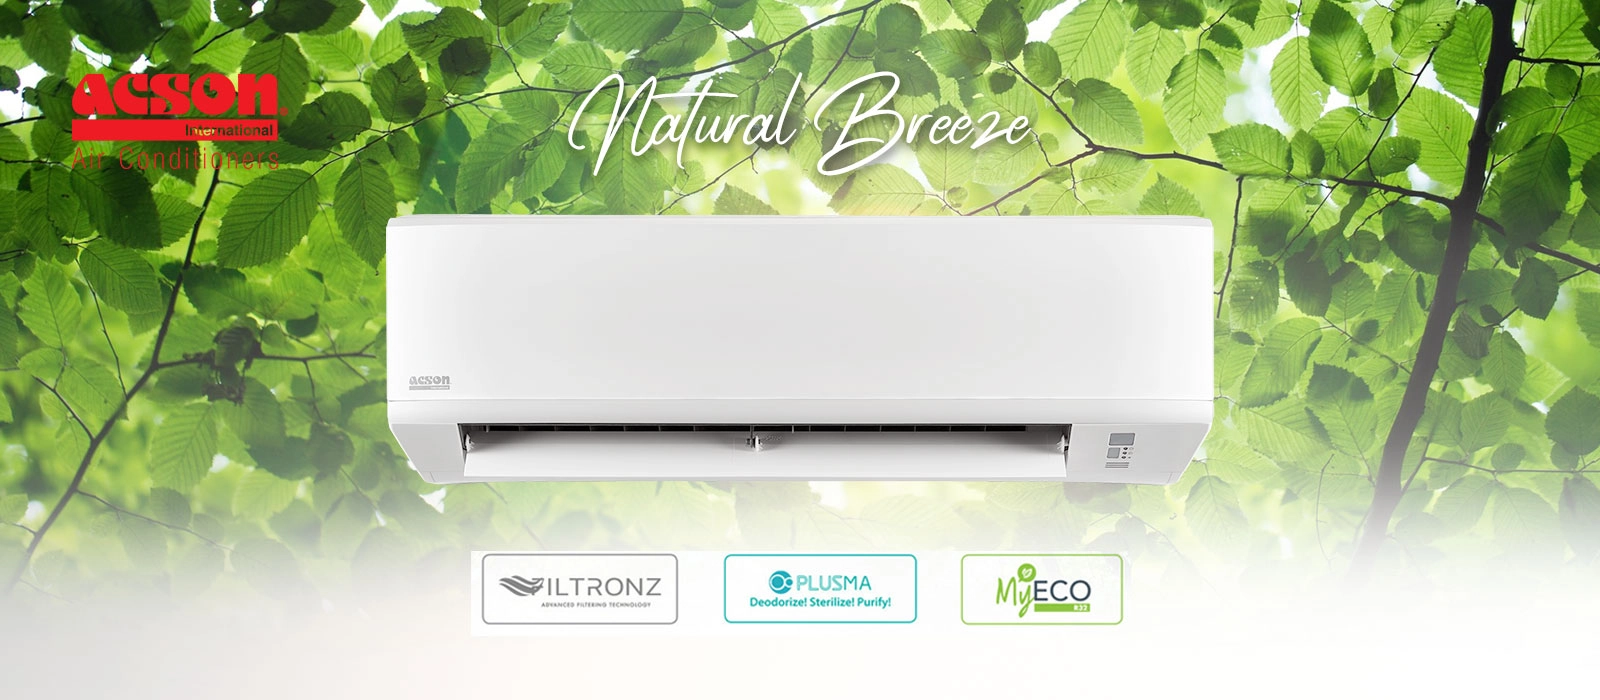 ACSON®
International
Air Conditioners
Natural Breeze
ACSON
FILTRONZ
ADVANCED FILTERING TECHNOLOGY
PLUSMA
Deodorize! Sterilize! Purify!
MyECO
R32